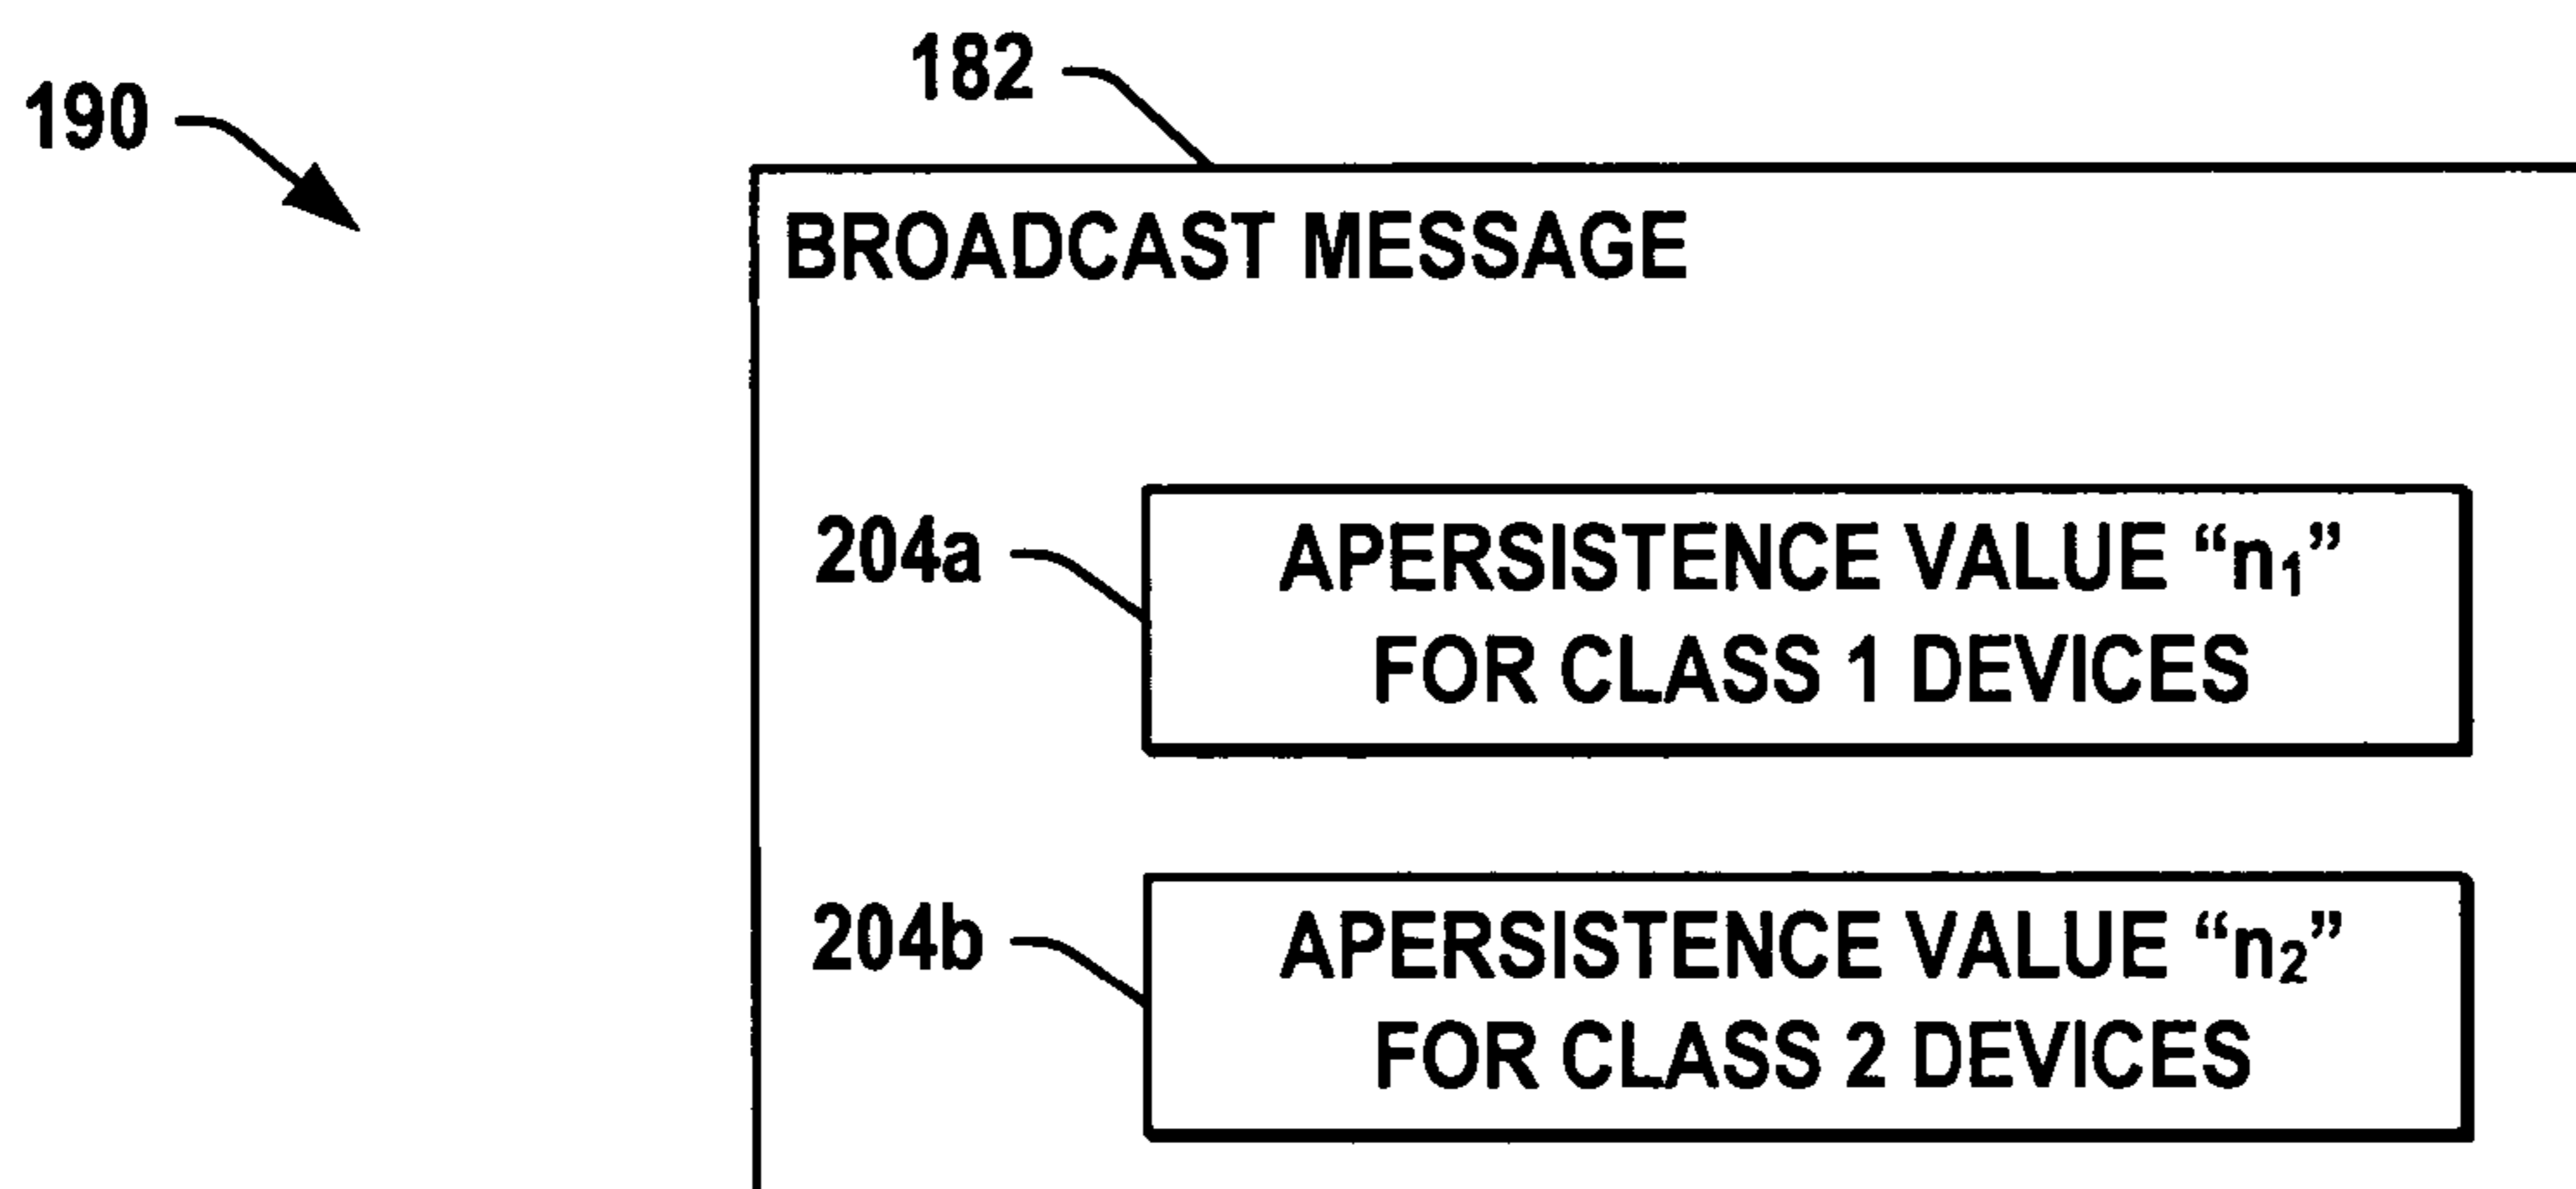 182
190
BROADCAST MESSAGE
204a
APERSISTENCE VALUE “n₁”
FOR CLASS 1 DEVICES
204b
APERSISTENCE VALUE “n₂”
FOR CLASS 2 DEVICES